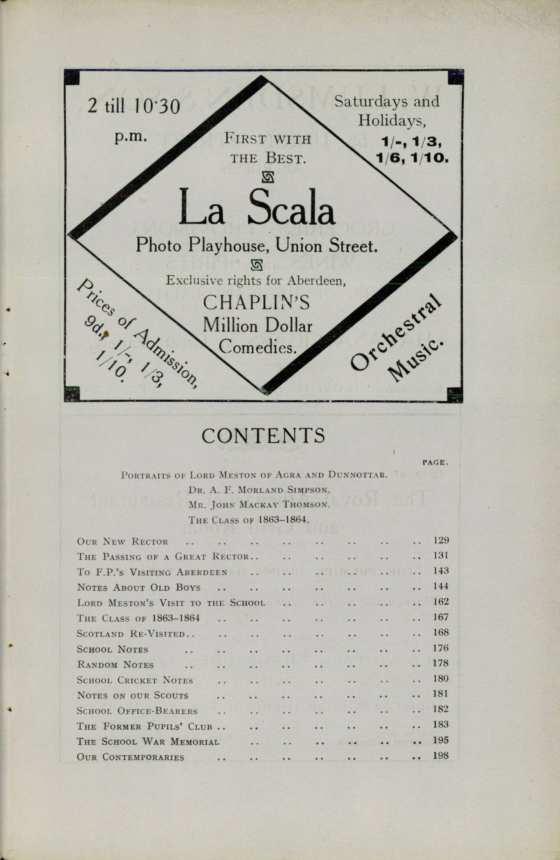 2 till 10·30
p.m.
Saturdays and
Holidays,
1/-, 1/3,
1/6, 1/10.
FIRST WITH
THE BEST.
La Scala
Photo Playhouse, Union Street.
Exclusive rights for Aberdeen,
CHAPLIN'S
Million Dollar
Comedies.
Prices of Admission,
9d., 1/-, 1/3,
1/10.
Orchestral
Music.
CONTENTS
PAGE.
PORTRAITS OF LORD MESTON OF AGRA AND DUNNOTTAR.
DR. A. F. MORLAND SIMPSON.
MR. JOHN MACKAY THOMSON.
THE CLASS OF 1863-1864.
OUR NEW RECTOR .. .. .. .. .. .. .. .. 129
THE PASSING OF A GREAT RECTOR.. .. .. .. .. .. 131
TO F.P.'S VISITING ABERDEEN .. .. .. .. .. .. 143
NOTES ABOUT OLD BOYS .. .. .. .. .. .. .. 144
LORD MESTON'S VISIT TO THE SCHOOL .. .. .. .. .. 162
THE CLASS OF 1863-1864 .. .. .. .. .. .. .. 167
SCOTLAND RE-VISITED.. .. .. .. .. .. .. .. 168
SCHOOL NOTES .. .. .. .. .. .. .. .. 176
RANDOM NOTES .. .. .. .. .. .. .. .. 178
SCHOOL CRICKET NOTES .. .. .. .. .. .. .. 180
NOTES ON OUR SCOUTS .. .. .. .. .. .. .. 181
SCHOOL OFFICE-BEARERS .. .. .. .. .. .. .. 182
THE FORMER PUPILS' CLUB .. .. .. .. .. .. .. 183
THE SCHOOL WAR MEMORIAL .. .. .. .. .. .. 195
OUR CONTEMPORARIES .. .. .. .. .. .. .. 198